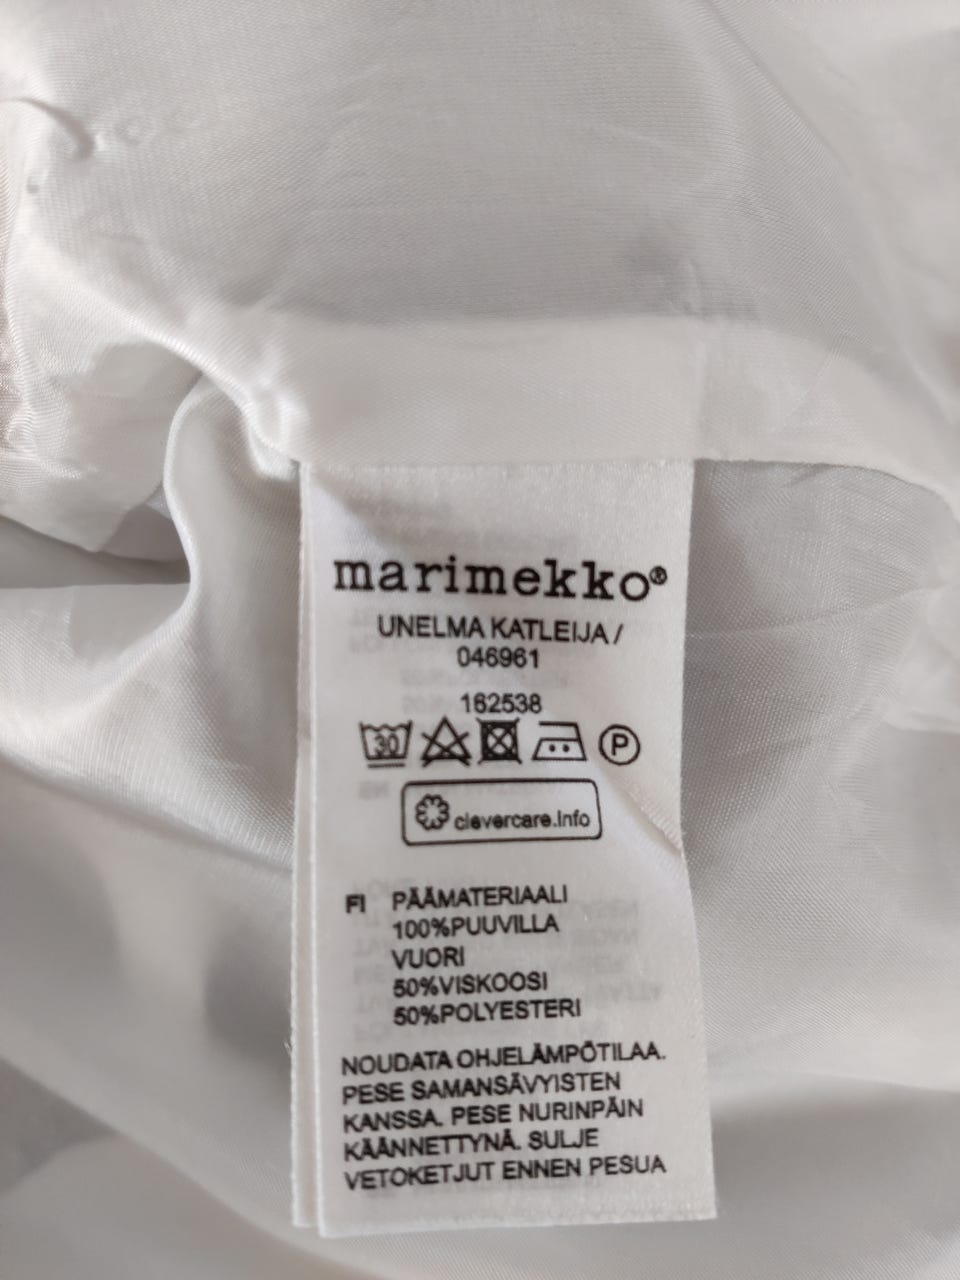 marimekko®
UNELMA KATLEIJA /
046961
162538
30 P
clevercare.info
FI PÄÄMATERIAALI
100%PUUVILLA
VUORI
50%VISKOOSI
50%POLYESTERI
NOUDATA OHJELÄMPÖTILAA.
PESE SAMANSÄVYISTEN
KANSSA. PESE NURINPÄIN
KÄÄNNETTYNÄ. SULJE
VETOKETJUT ENNEN PESUA